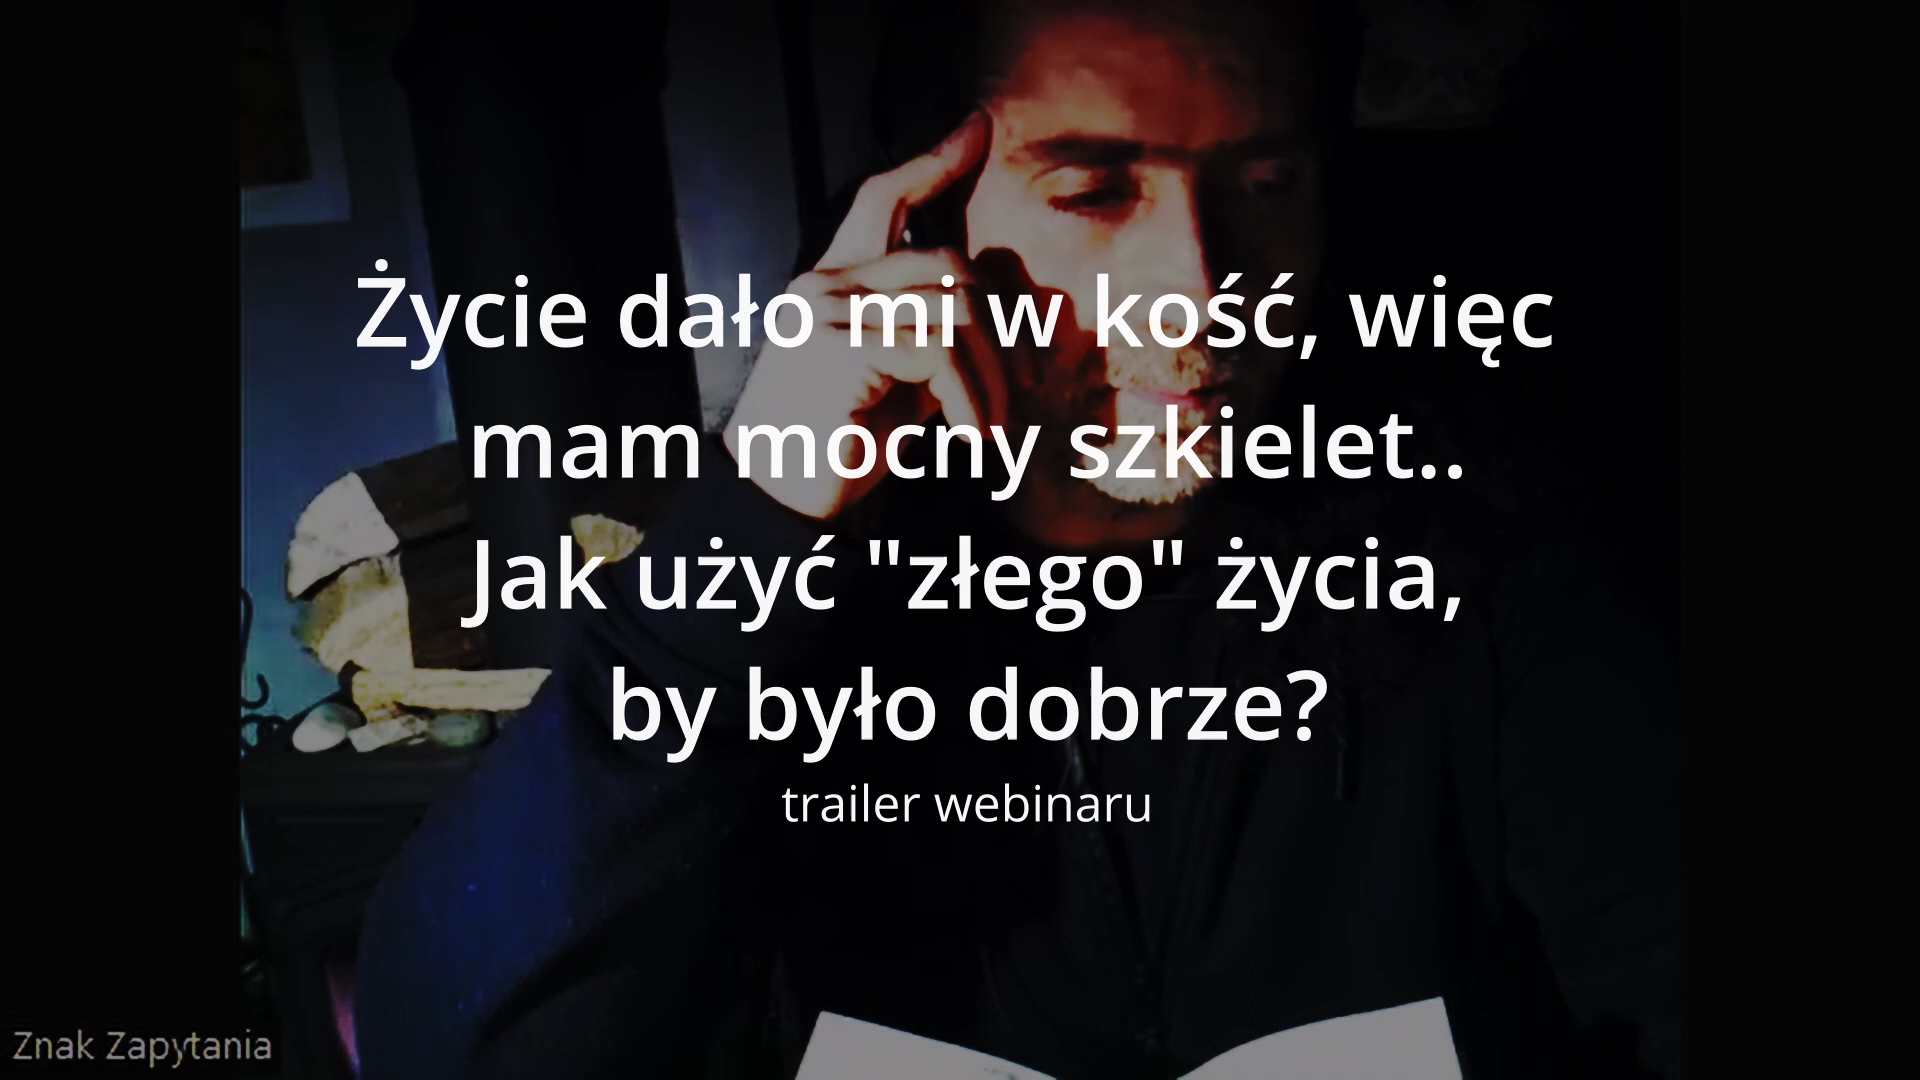 Życie dało mi w kość, więc
mam mocny szkielet..
Jak użyć "złego" życia,
by było dobrze?
trailer webinaru
Znak Zapytania